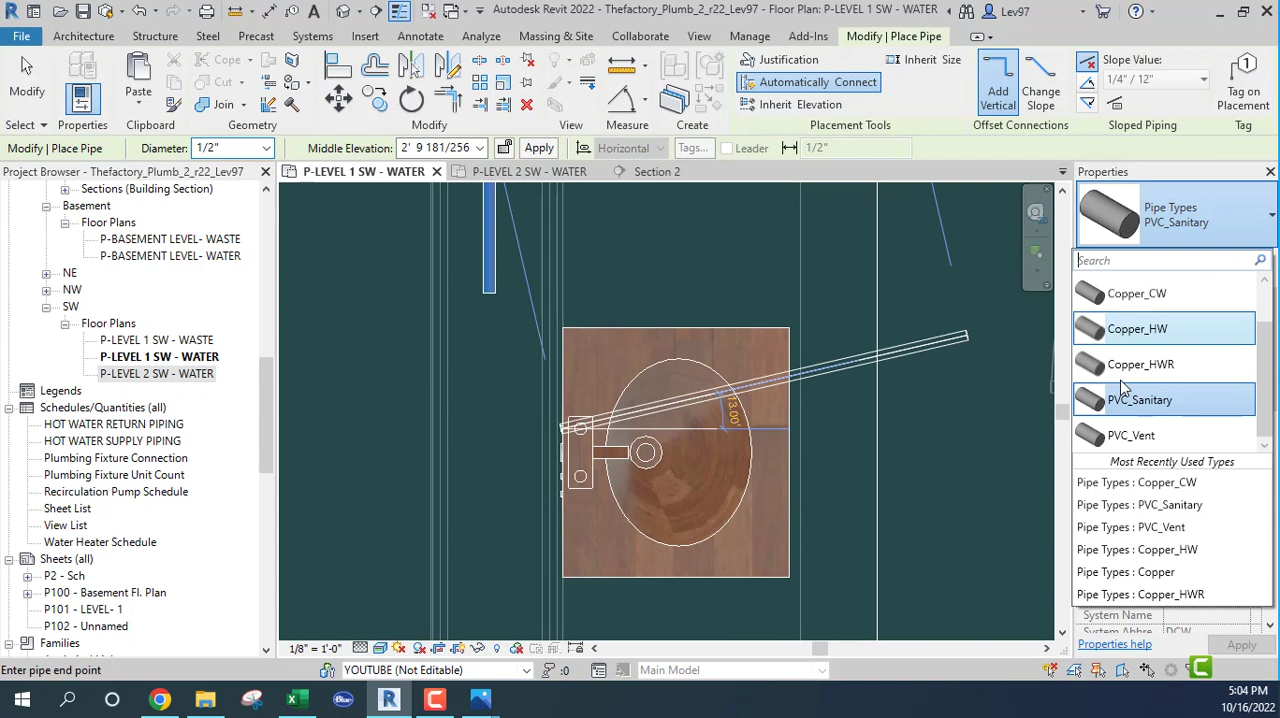 Autodesk Revit 2022 - Thefactory_Plumb_2_r22_Lev97 - Floor Plan: P-LEVEL 1 SW - WATER
Lev97
File Architecture Structure Steel Precast Systems Insert Annotate Analyze Massing & Site Collaborate View Manage Add-Ins Modify | Place Pipe
Modify
Paste
Cope
Cut
Join
Justification
Automatically Connect
Inherit Elevation
Inherit Size
Add
Vertical
Change
Slope
Slope Value:
1/4" / 12"
Tag on
Placement
Select Properties Clipboard Geometry Modify View Measure Create Placement Tools Offset Connections Sloped Piping Tag
Modify | Place Pipe Diameter: 1/2" Middle Elevation: 2' 9 181/256 Apply Horizontal Tags... Leader 1/2"
Project Browser - Thefactory_Plumb_2_r22_Lev97
Sections (Building Section)
Basement
Floor Plans
P-BASEMENT LEVEL- WASTE
P-BASEMENT LEVEL- WATER
NE
NW
SW
Floor Plans
P-LEVEL 1 SW - WASTE
P-LEVEL 1 SW - WATER
P-LEVEL 2 SW - WATER
Legends
Schedules/Quantities (all)
HOT WATER RETURN PIPING
HOT WATER SUPPLY PIPING
Plumbing Fixture Connection
Plumbing Fixture Unit Count
Recirculation Pump Schedule
Sheet List
View List
Water Heater Schedule
Sheets (all)
P2 - Sch
P100 - Basement Fl. Plan
P101 - LEVEL- 1
P102 - Unnamed
Families
P-LEVEL 1 SW - WATER P-LEVEL 2 SW - WATER Section 2
13.00°
Properties
Pipe Types
PVC_Sanitary
Search
Copper_CW
Copper_HW
Copper_HWR
PVC_Sanitary
PVC_Vent
Most Recently Used Types
Pipe Types : Copper_CW
Pipe Types : PVC_Sanitary
Pipe Types : PVC_Vent
Pipe Types : Copper_HW
Pipe Types : Copper
Pipe Types : Copper_HWR
System Name
System Abbre DCW
Properties help Apply
1/8" = 1'-0"
Enter pipe end point YOUTUBE (Not Editable) :0 Main Model
5:04 PM
10/16/2022